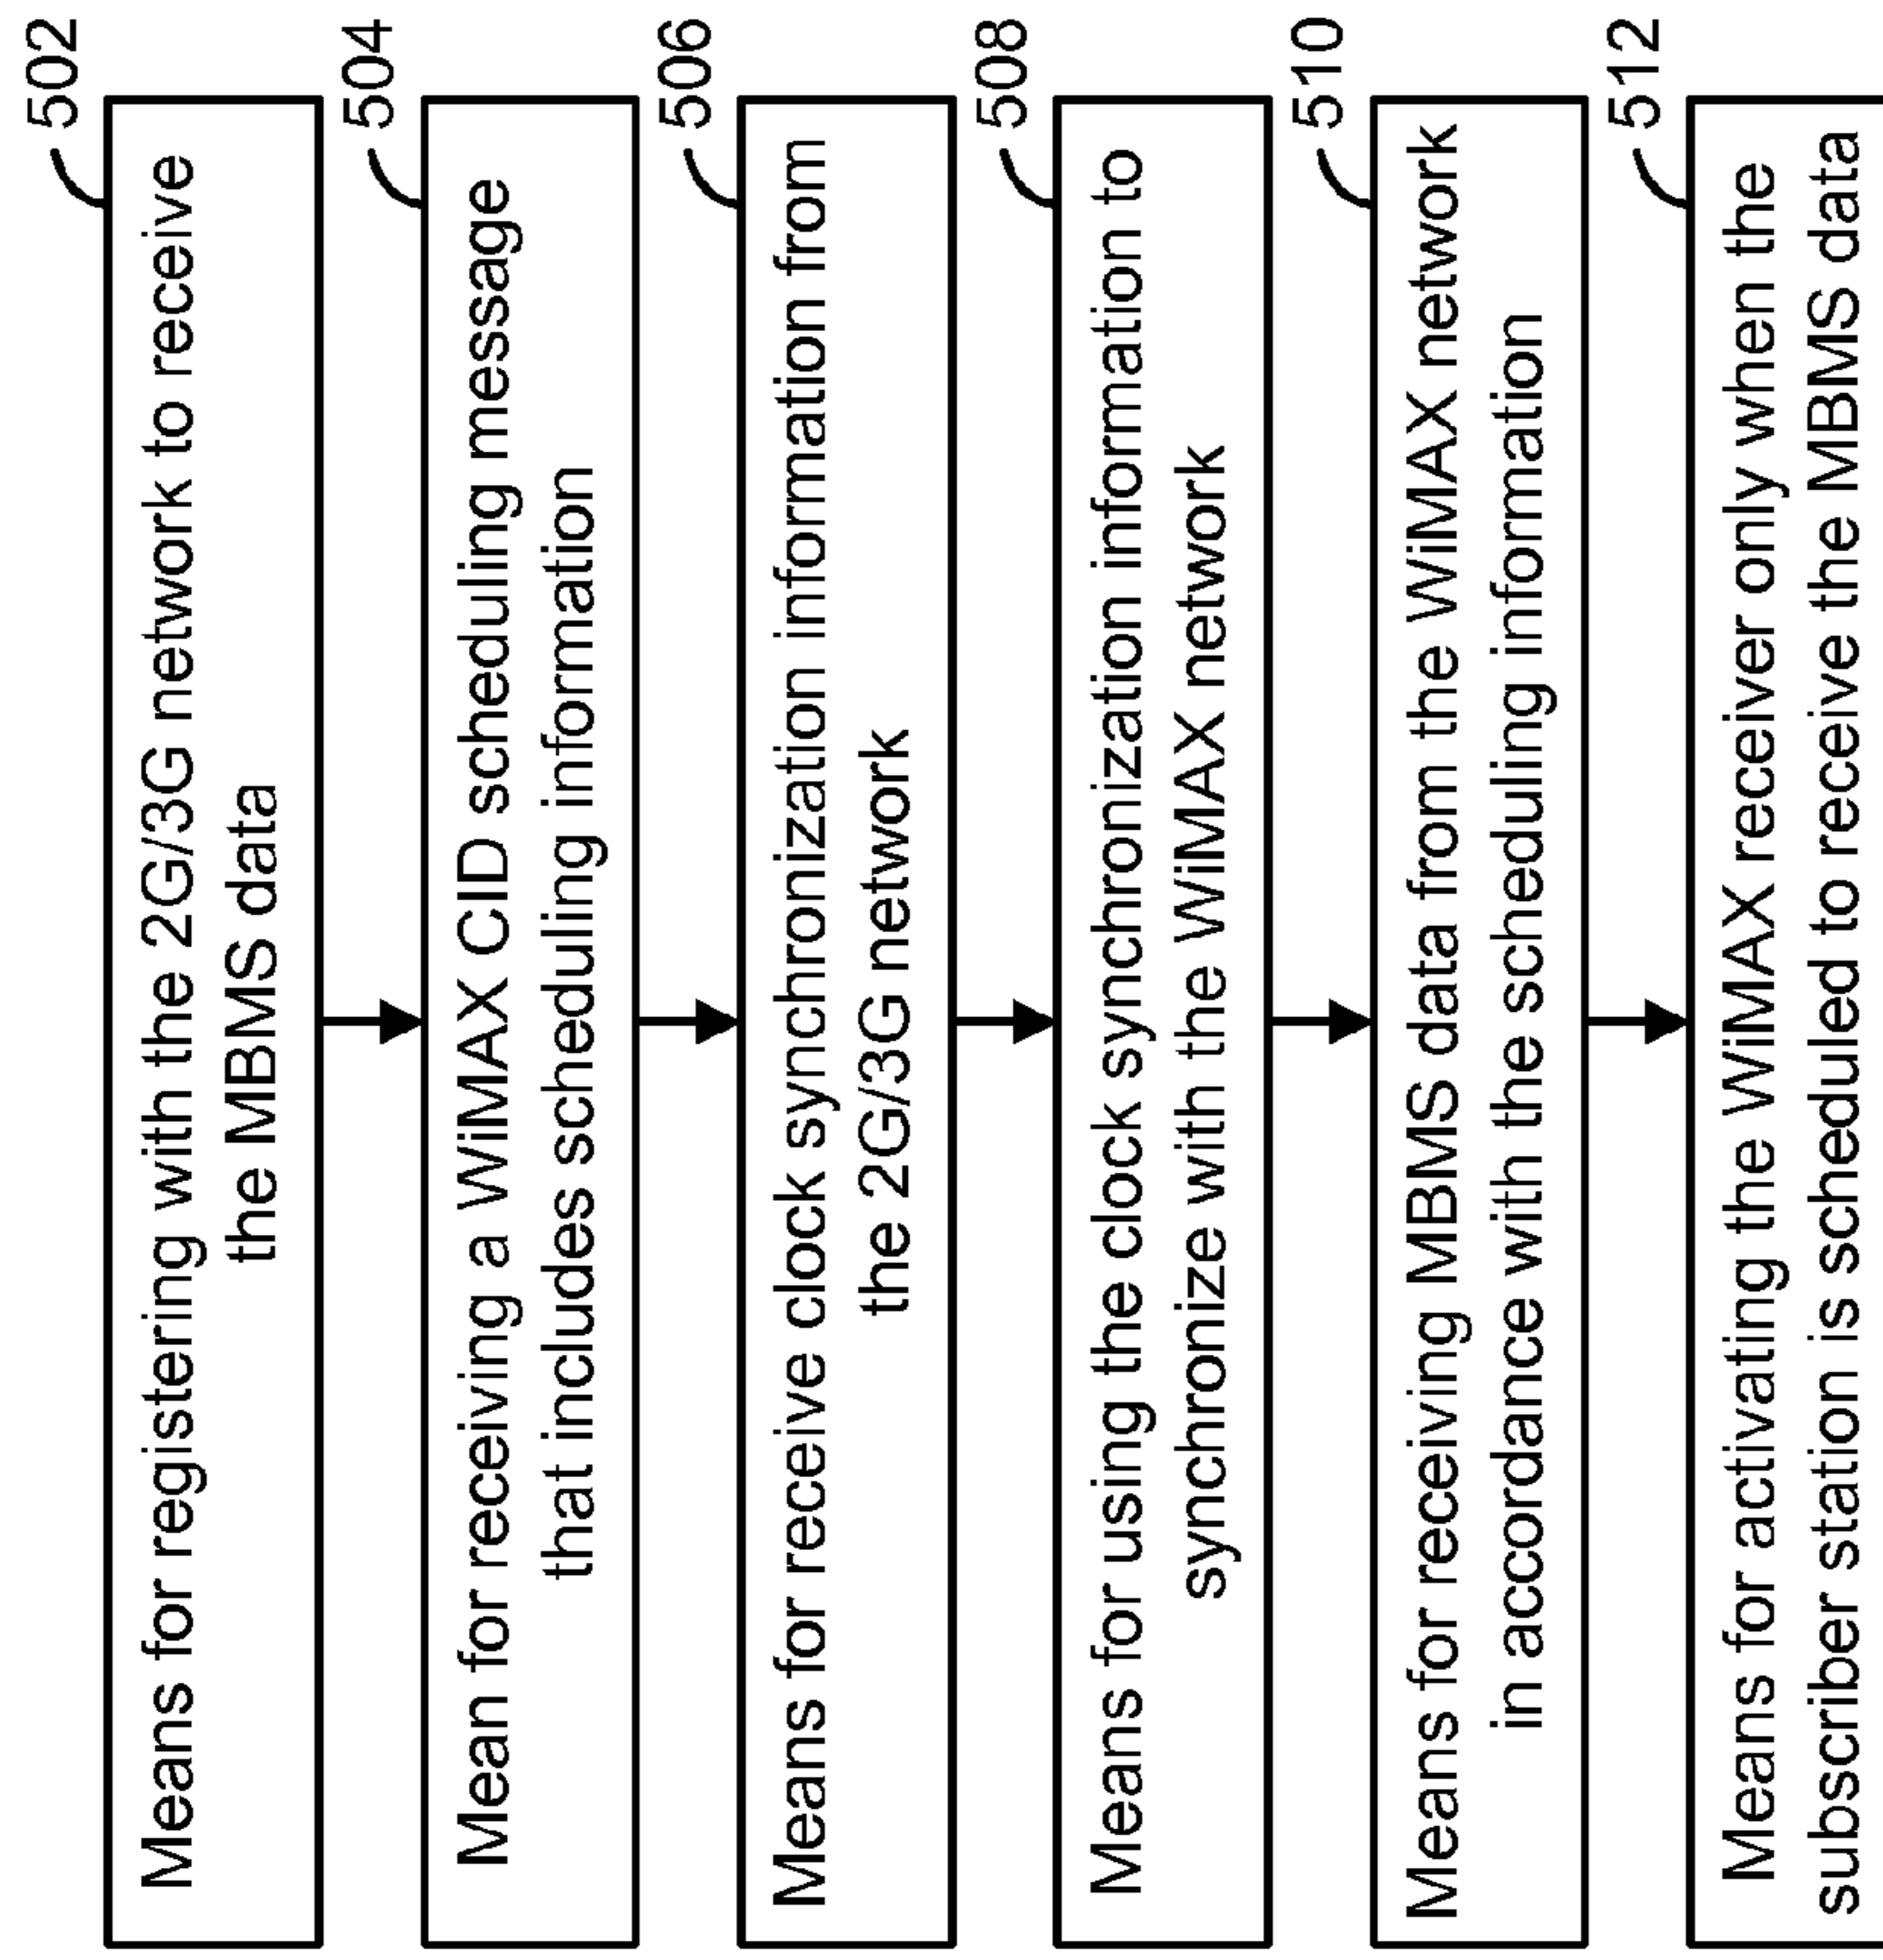 502
Means for registering with the 2G/3G network to receive
the MBMS data
504
Mean for receiving a WiMAX CID scheduling message
that includes scheduling information
506
Means for receive clock synchronization information from
the 2G/3G network
508
Means for using the clock synchronization information to
synchronize with the WiMAX network
510
Means for receiving MBMS data from the WiMAX network
in accordance with the scheduling information
512
Means for activating the WiMAX receiver only when the
subscriber station is scheduled to receive the MBMS data